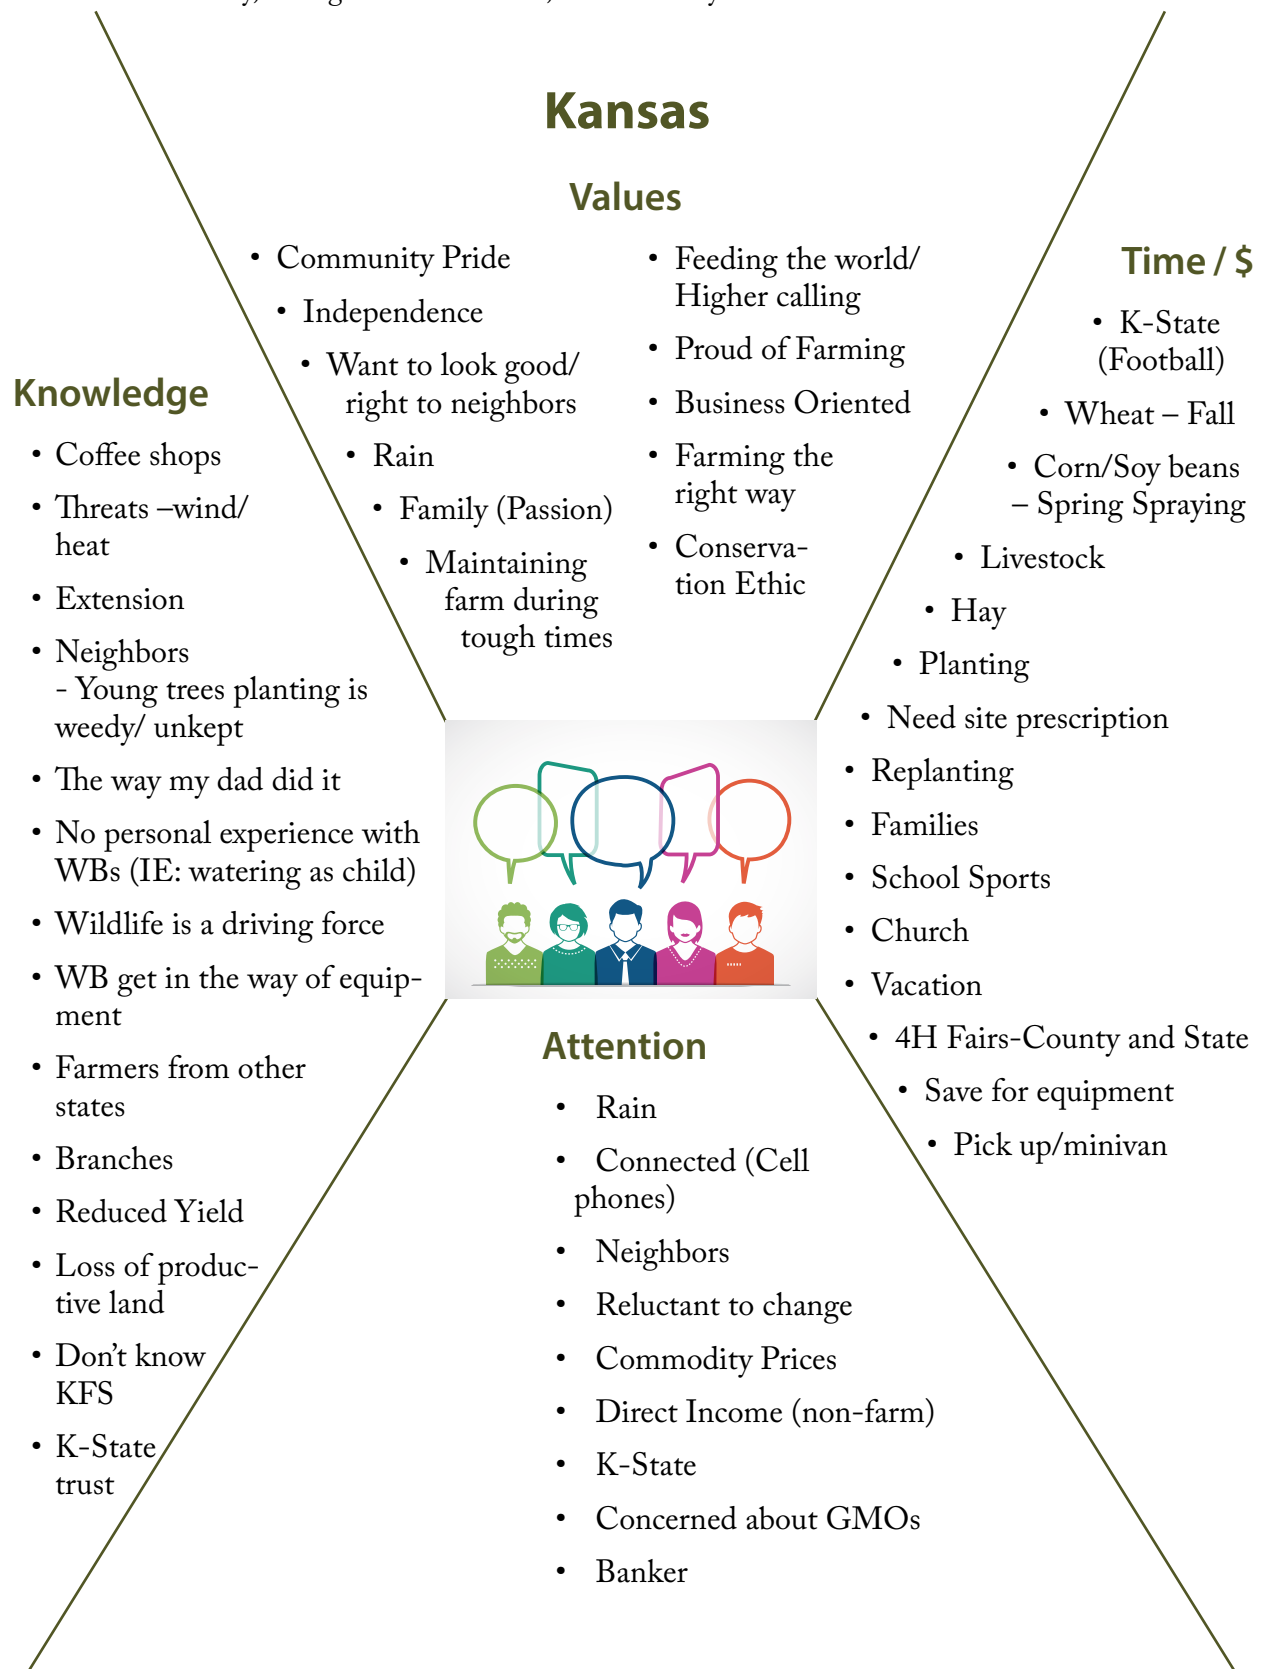 Kansas
Values
• Community Pride
• Independence
• Want to look good/
right to neighbors
• Rain
• Family (Passion)
• Maintaining
farm during
tough times
• Feeding the world/
Higher calling
• Proud of Farming
• Business Oriented
• Farming the
right way
• Conserva-
tion Ethic
Time / $
• K-State
(Football)
• Wheat – Fall
• Corn/Soy beans
– Spring Spraying
• Livestock
• Hay
• Planting
• Need site prescription
• Replanting
• Families
• School Sports
• Church
• Vacation
• 4H Fairs-County and State
• Save for equipment
• Pick up/minivan
Knowledge
• Coffee shops
• Threats –wind/
heat
• Extension
• Neighbors
- Young trees planting is
weedy/ unkept
• The way my dad did it
• No personal experience with
WBs (IE: watering as child)
• Wildlife is a driving force
• WB get in the way of equip-
ment
• Farmers from other
states
• Branches
• Reduced Yield
• Loss of produc-
tive land
• Don't know
KFS
• K-State
trust
Attention
• Rain
• Connected (Cell
phones)
• Neighbors
• Reluctant to change
• Commodity Prices
• Direct Income (non-farm)
• K-State
• Concerned about GMOs
• Banker